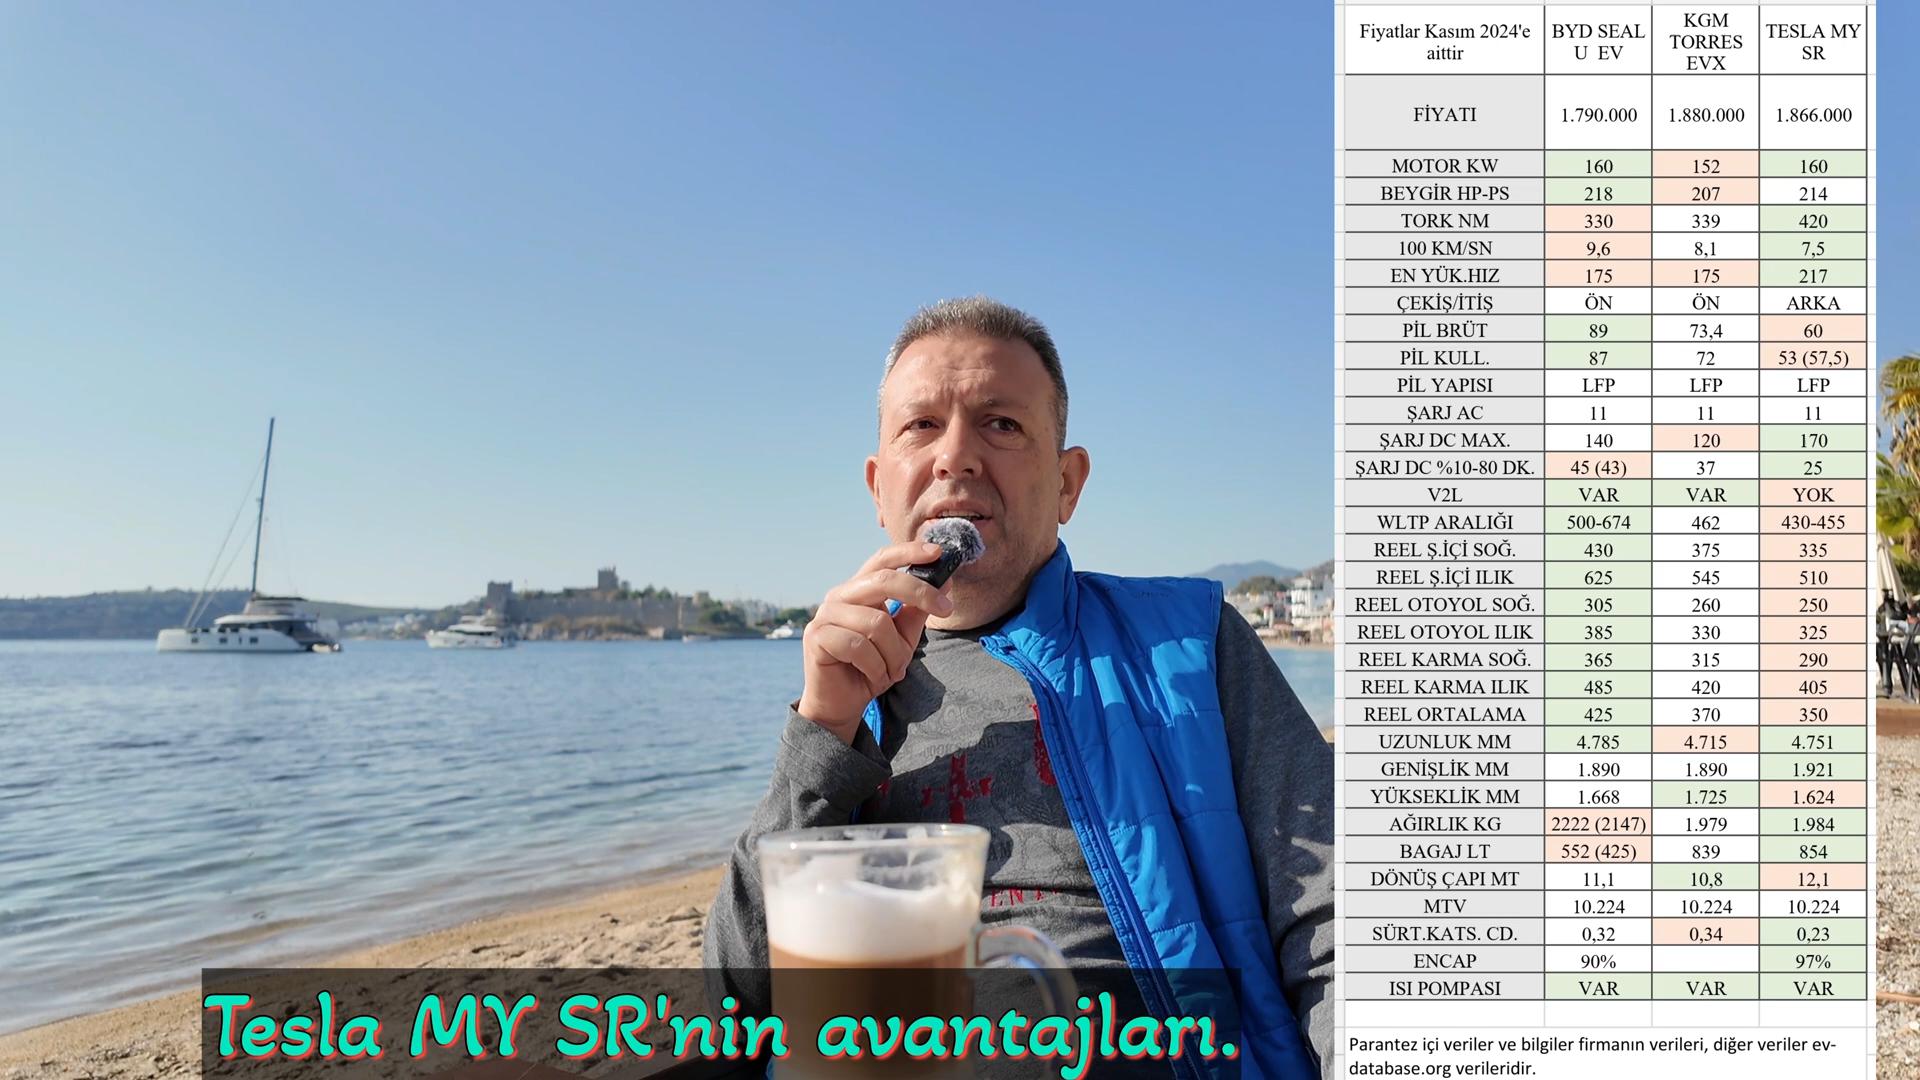 Fiyatlar Kasım 2024'e aittir BYD SEAL U EV KGM TORRES EVX TESLA MY SR
FİYATI 1.790.000 1.880.000 1.866.000
MOTOR KW 160 152 160
BEYGİR HP-PS 218 207 214
TORK NM 330 339 420
100 KM/SN 9,6 8,1 7,5
EN YÜK.HIZ 175 175 217
ÇEKİŞ/İTİŞ ÖN ÖN ARKA
PİL BRÜT 89 73,4 60
PİL KULL. 87 72 53 (57,5)
PİL YAPISI LFP LFP LFP
ŞARJ AC 11 11 11
ŞARJ DC MAX. 140 120 170
ŞARJ DC %10-80 DK. 45 (43) 37 25
V2L VAR VAR YOK
WLTP ARALIĞI 500-674 462 430-455
REEL Ş.İÇİ SOĞ. 430 375 335
REEL Ş.İÇİ ILIK 625 545 510
REEL OTOYOL SOĞ. 305 260 250
REEL OTOYOL ILIK 385 330 325
REEL KARMA SOĞ. 365 315 290
REEL KARMA ILIK 485 420 405
REEL ORTALAMA 425 370 350
UZUNLUK MM 4.785 4.715 4.751
GENİŞLİK MM 1.890 1.890 1.921
YÜKSEKLİK MM 1.668 1.725 1.624
AĞIRLIK KG 2222 (2147) 1.979 1.984
BAGAJ LT 552 (425) 839 854
DÖNÜŞ ÇAPI MT 11,1 10,8 12,1
MTV 10.224 10.224 10.224
SÜRT.KATS. CD. 0,32 0,34 0,23
ENCAP 90% 97%
ISI POMPASI VAR VAR VAR
Parantez içi veriler ve bilgiler firmanın verileri, diğer veriler ev-
database.org verileridir.
Tesla MY SR'nin avantajları.